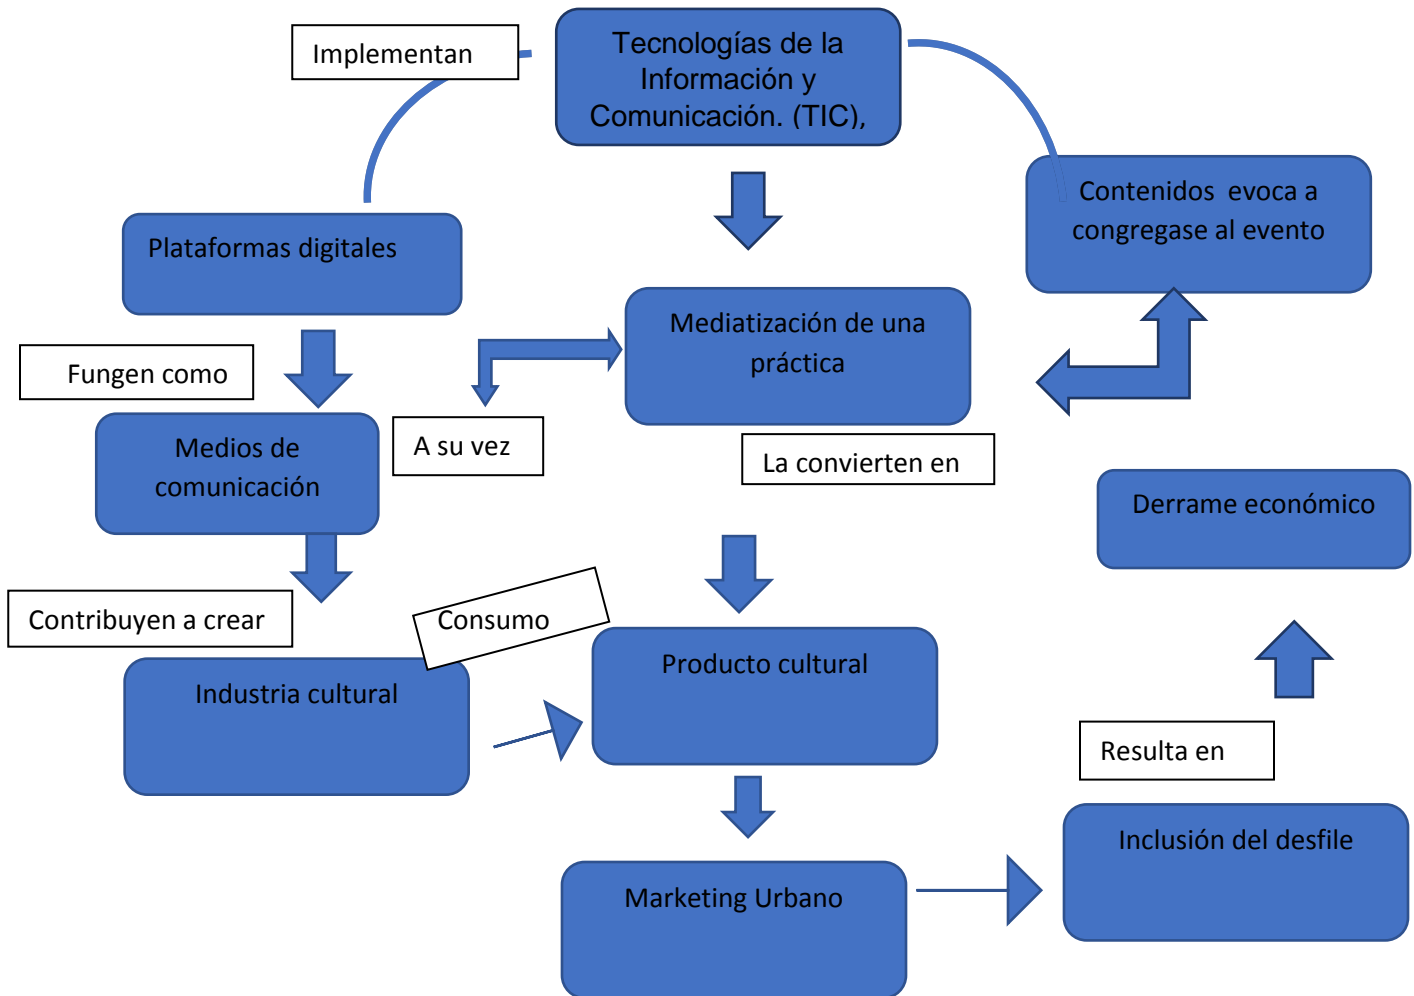 Implementan
Tecnologías de la
Información y
Comunicación. (TIC),
Contenidos  evoca a
congregase al evento
Plataformas digitales
Mediatización de una
práctica
Fungen como
A su vez
La convierten en
Medios de
comunicación
Derrame económico
Contribuyen a crear
Consumo
Producto cultural
Industria cultural
Resulta en
Inclusión del desfile
Marketing Urbano